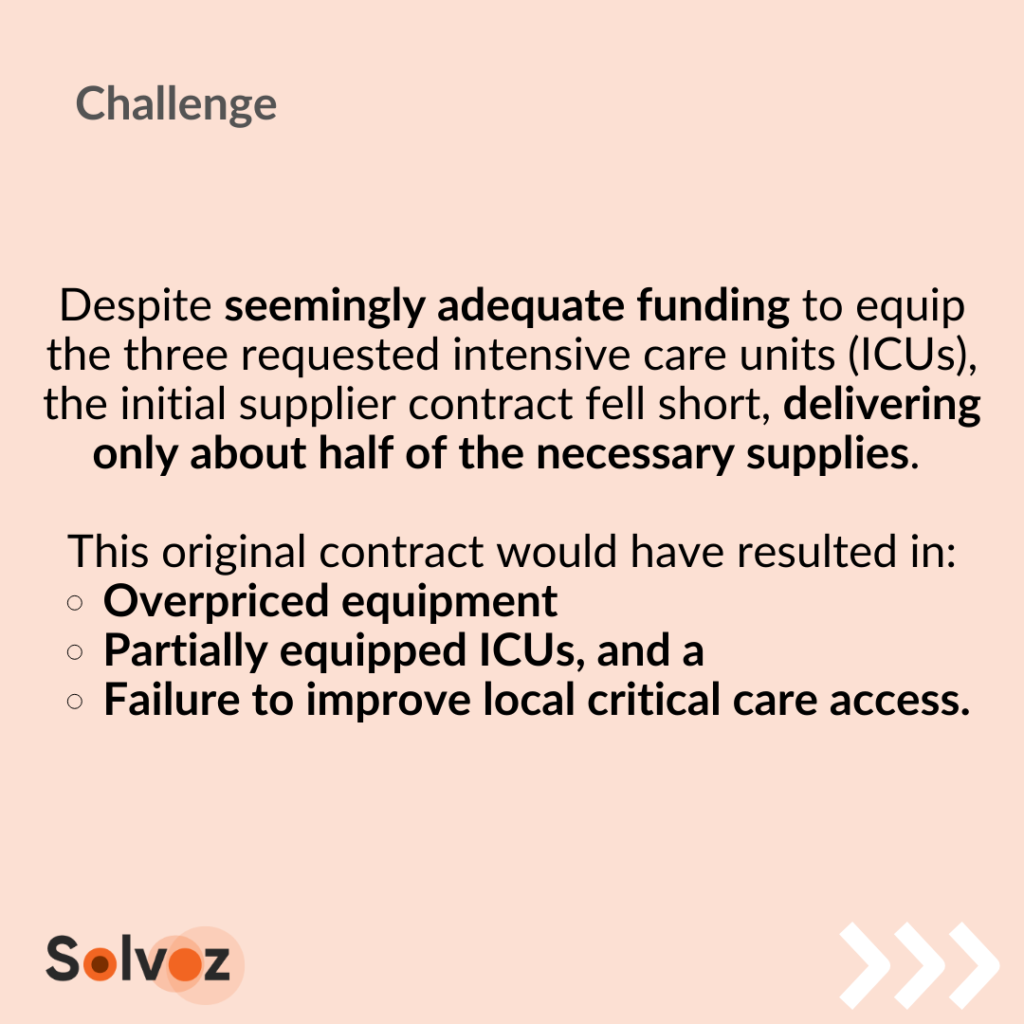 Challenge
Despite seemingly adequate funding to equip
the three requested intensive care units (ICUs),
the initial supplier contract fell short, delivering
only about half of the necessary supplies.
This original contract would have resulted in:
Overpriced equipment
Partially equipped ICUs, and a
Failure to improve local critical care access.
Solvoz